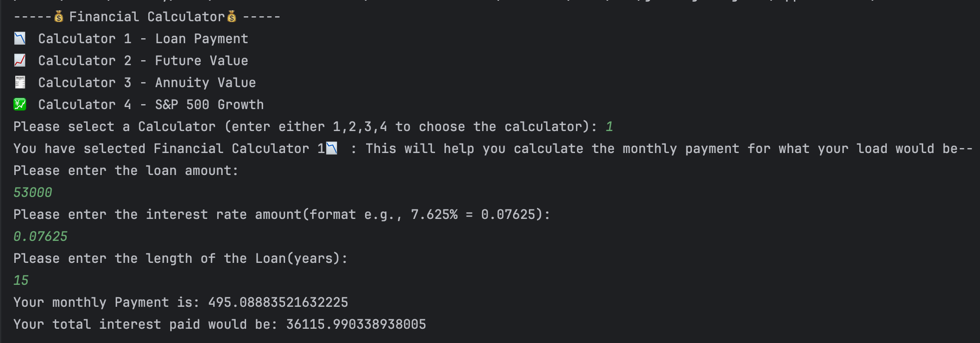 -----💰Financial Calculator💰-----
📉 Calculator 1 - Loan Payment
📈 Calculator 2 - Future Value
🧾 Calculator 3 - Annuity Value
💹 Calculator 4 - S&P 500 Growth
Please select a Calculator (enter either 1,2,3,4 to choose the calculator): 1
You have selected Financial Calculator 1📉 : This will help you calculate the monthly payment for what your load would be--
Please enter the loan amount:
53000
Please enter the interest rate amount(format e.g., 7.625% = 0.07625):
0.07625
Please enter the length of the Loan(years):
15
Your monthly Payment is: 495.08883521632225
Your total interest paid would be: 36115.990338938005